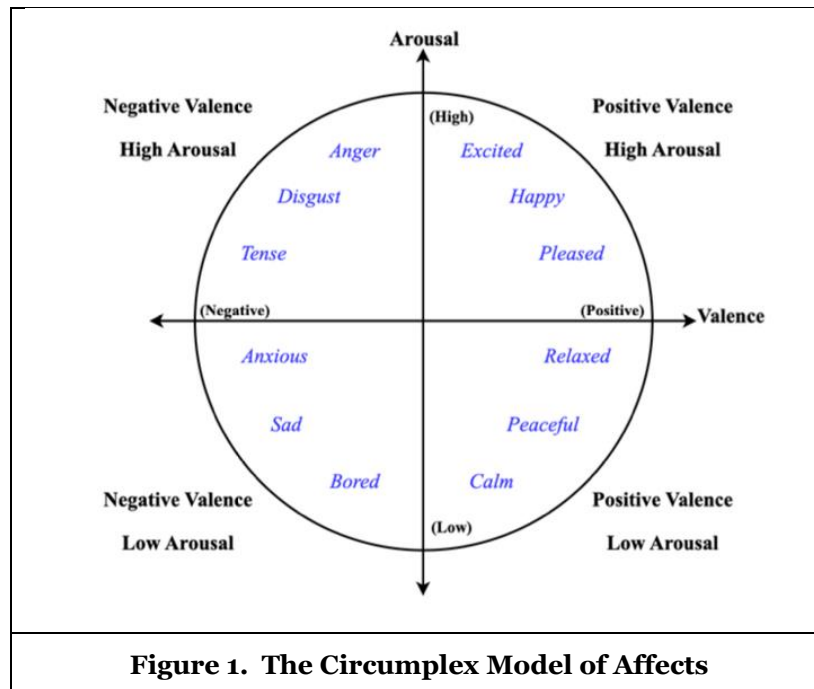 Arousal
Negative Valence
High Arousal
(High)
Positive Valence
High Arousal
Anger
Excited
Disgust
Happy
Tense
Pleased
(Negative)
(Positive)
Valence
Anxious
Relaxed
Sad
Peaceful
Bored
Calm
Negative Valence
Low Arousal
(Low)
Positive Valence
Low Arousal
Figure 1. The Circumplex Model of Affects